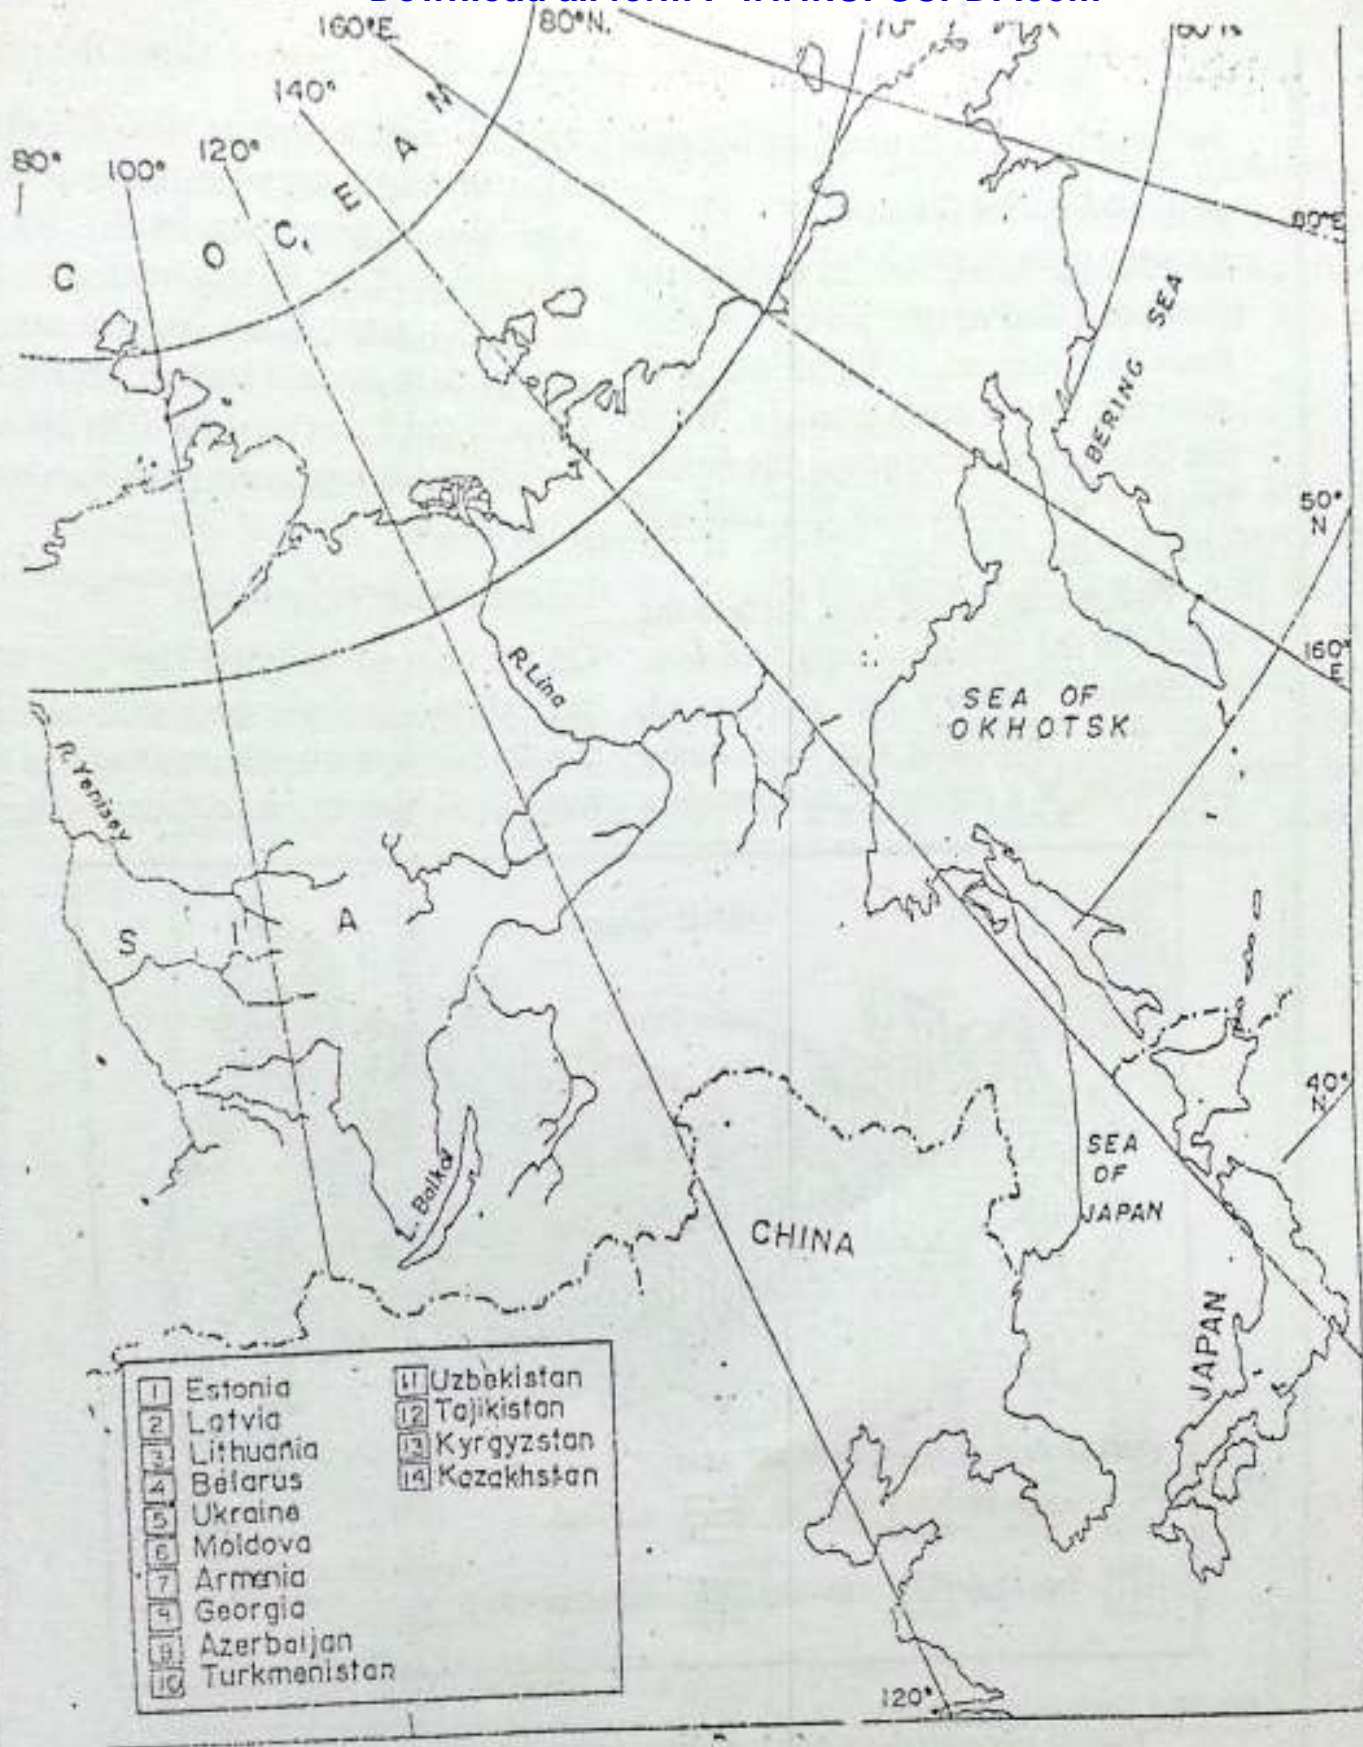 160°E.
80°N.
140°
120°
100°
80°
C
O
C
E
A
N
80°E
BERING SEA
50°
N
160°
E
R.Lina
SEA OF
OKHOTSK
R.Yenisey
S
A
40°
N
L. Baikal
SEA
OF
JAPAN
CHINA
JAPAN
1 Estonia
2 Latvia
3 Lithuania
4 Belarus
5 Ukraine
6 Moldova
7 Armenia
9 Georgia
8 Azerbaijan
10 Turkmenistan
11 Uzbekistan
12 Tajikistan
13 Kyrgyzstan
14 Kazakhstan
120°